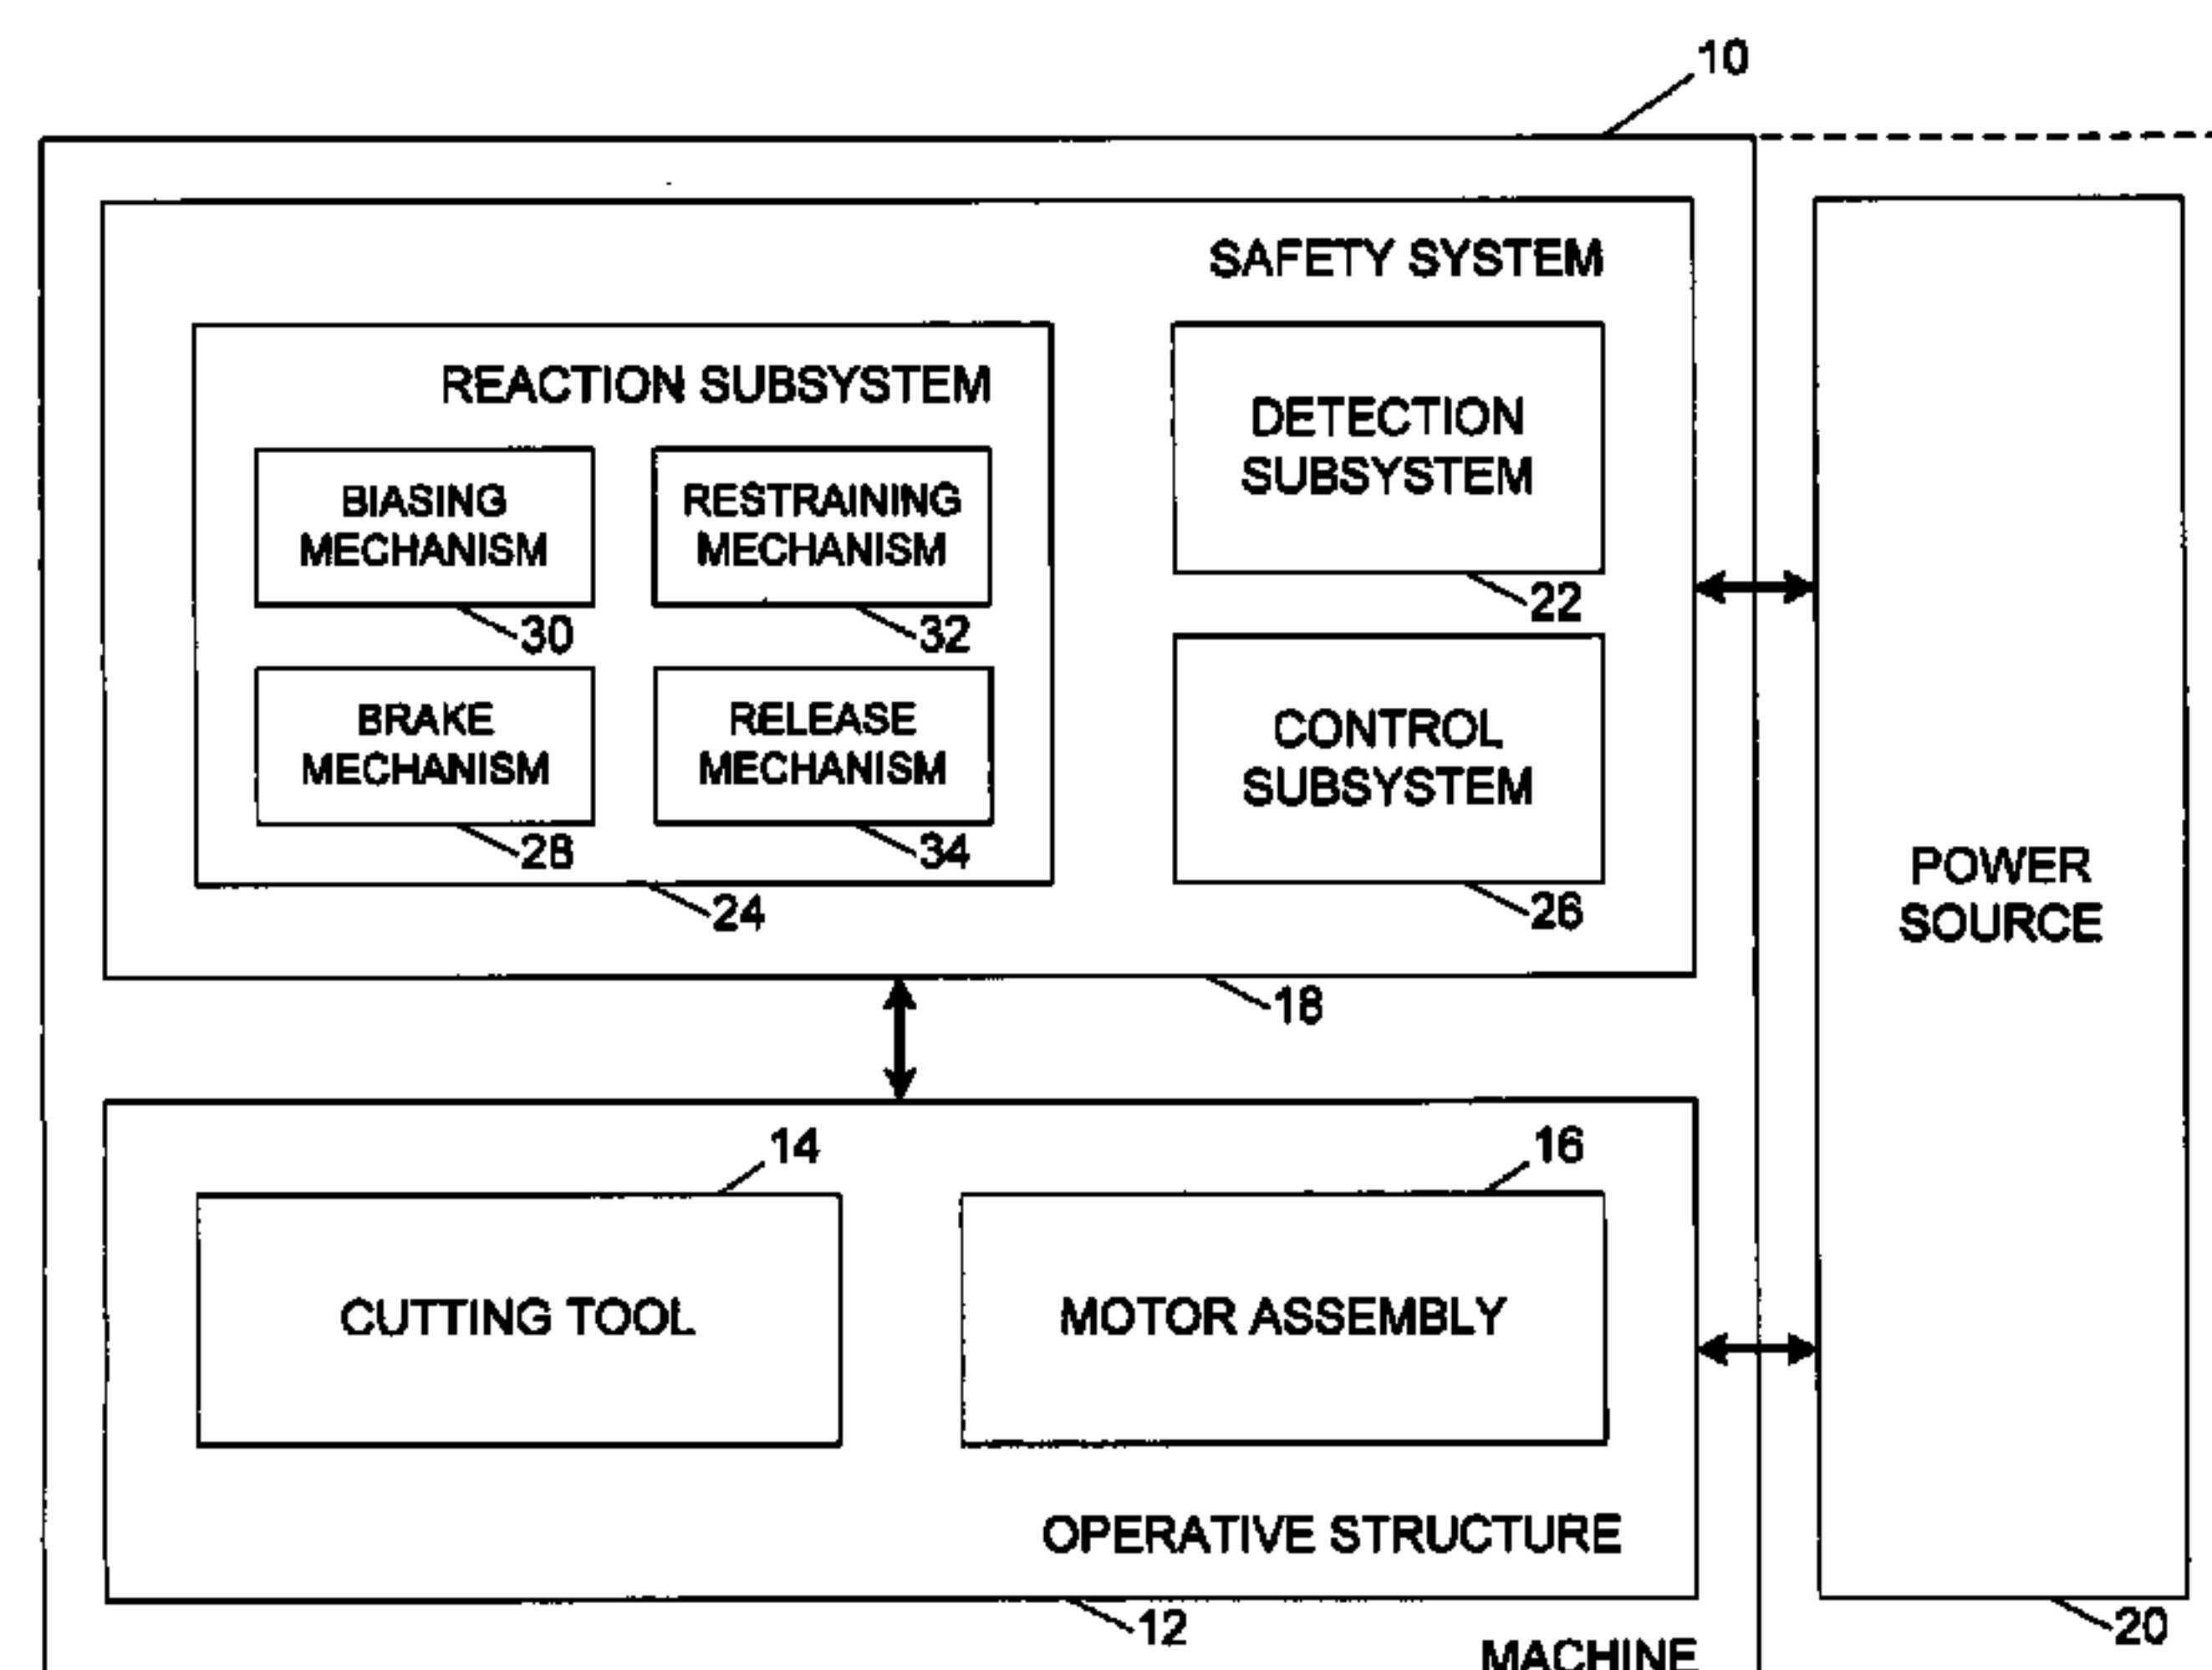 10
SAFETY SYSTEM
REACTION SUBSYSTEM
DETECTION
SUBSYSTEM
22
BIASING
MECHANISM
30
RESTRAINING
MECHANISM
32
BRAKE
MECHANISM
28
RELEASE
MECHANISM
34
24
CONTROL
SUBSYSTEM
26
18
POWER
SOURCE
14
16
CUTTING TOOL
MOTOR ASSEMBLY
OPERATIVE STRUCTURE
12
20
MACHINE